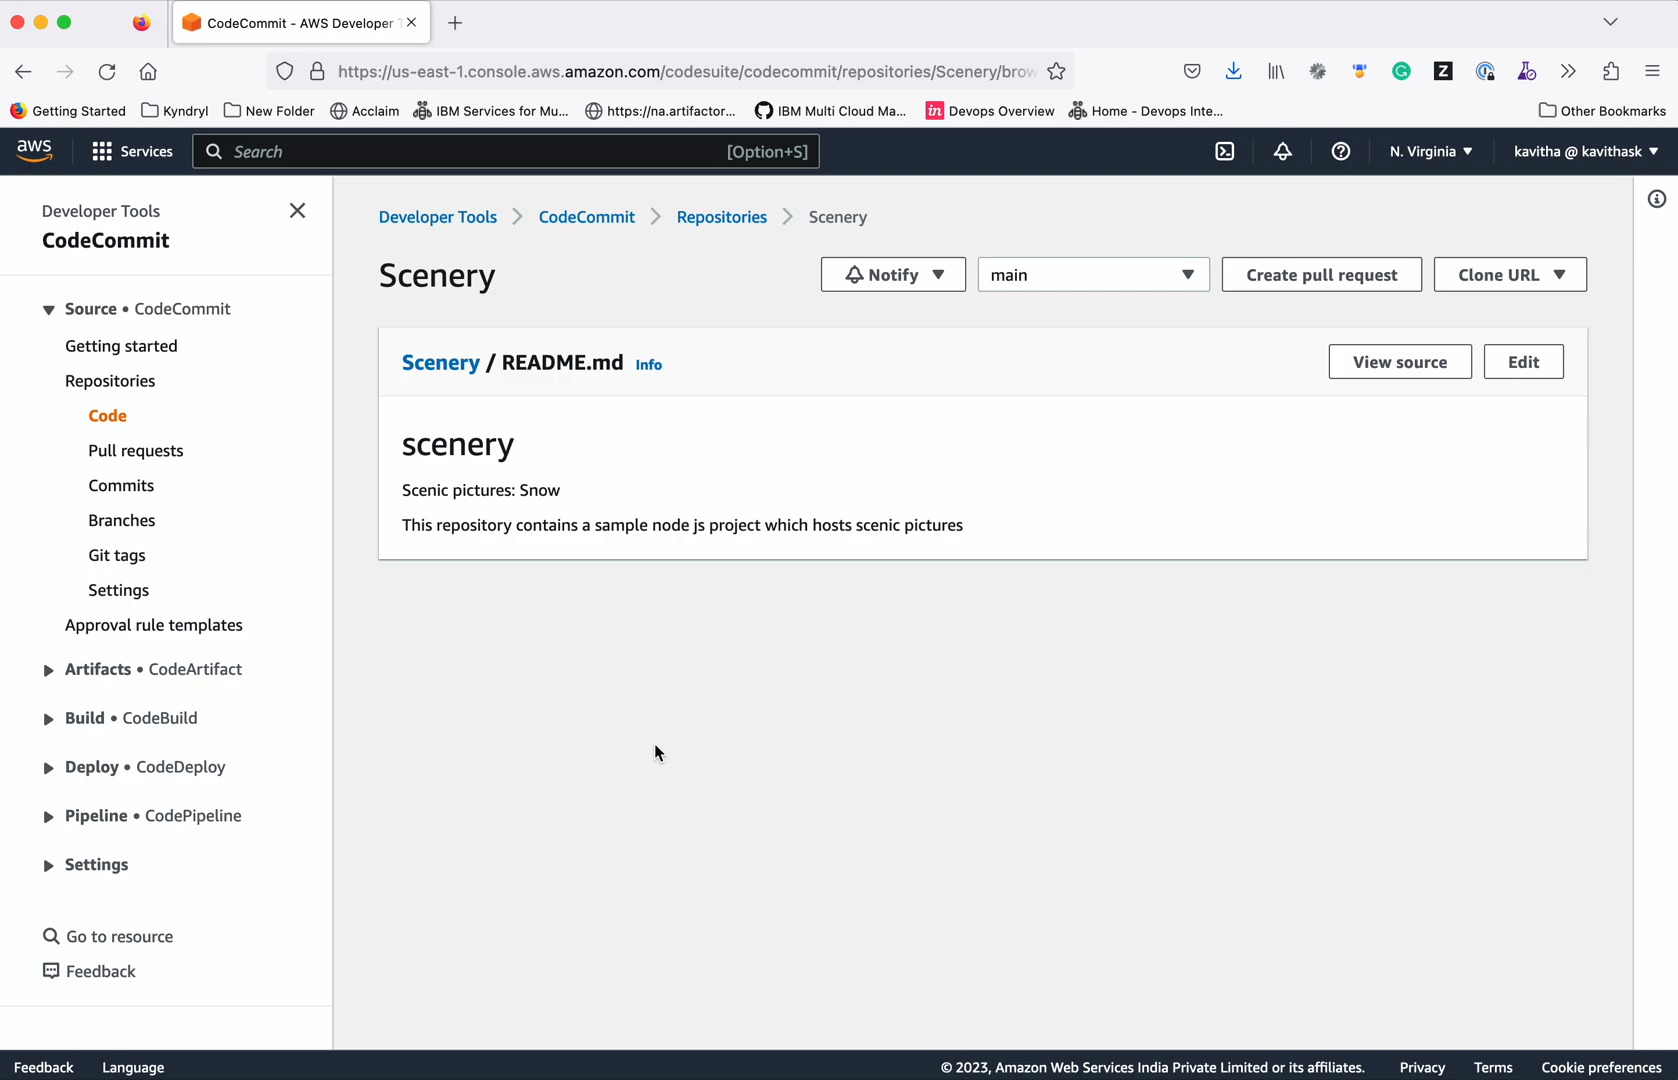 CodeCommit - AWS Developer
https://us-east-1.console.aws.amazon.com/codesuite/codecommit/repositories/Scenery/brow
Getting Started Kyndryl New Folder Acclaim IBM Services for Mu... https://na.artifactor... IBM Multi Cloud Ma... in Devops Overview Home - Devops Inte... Other Bookmarks
aws Services Search [Option+S] N. Virginia kavitha @ kavithask
Developer Tools
CodeCommit
Source • CodeCommit
Getting started
Repositories
Code
Pull requests
Commits
Branches
Git tags
Settings
Approval rule templates
Artifacts • CodeArtifact
Build • CodeBuild
Deploy • CodeDeploy
Pipeline • CodePipeline
Settings
Go to resource
Feedback
Developer Tools CodeCommit Repositories Scenery
Scenery Notify main Create pull request Clone URL
Scenery / README.md Info View source Edit
scenery
Scenic pictures: Snow
This repository contains a sample node js project which hosts scenic pictures
Feedback Language © 2023, Amazon Web Services India Private Limited or its affiliates. Privacy Terms Cookie preferences